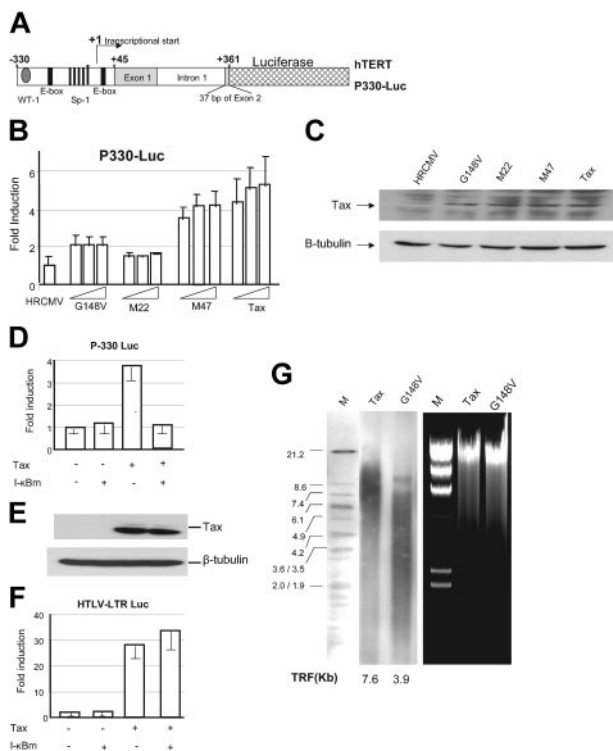 A
+1 transcriptional start
-330
+45
+361
Luciferase
hTERT
E-box
E-box
Exon 1
Intron 1
WT-1
Sp-1
37 bp of Exon 2
P330-Luc
B
P330-Luc
Fold Induction
6
4
2
0
HRCMV
G148V
M22
M47
Tax
C
HRCMV
G148V
M22
M47
Tax
Tax
B-tubulin
D
P-330 Luc
Fold induction
4
3
2
1
0
Tax - - + +
I-κBm - + - +
E
Tax
β-tubulin
F
HTLV-LTR Luc
Fold induction
40
30
20
10
0
Tax - - + +
I-κBm - + - +
G
M
Tax
G148V
M
Tax
G148V
21.2
8.6
7.4
6.1
4.9
4.2
3.6 / 3.5
2.0 / 1.9
TRF(Kb) 7.6 3.9